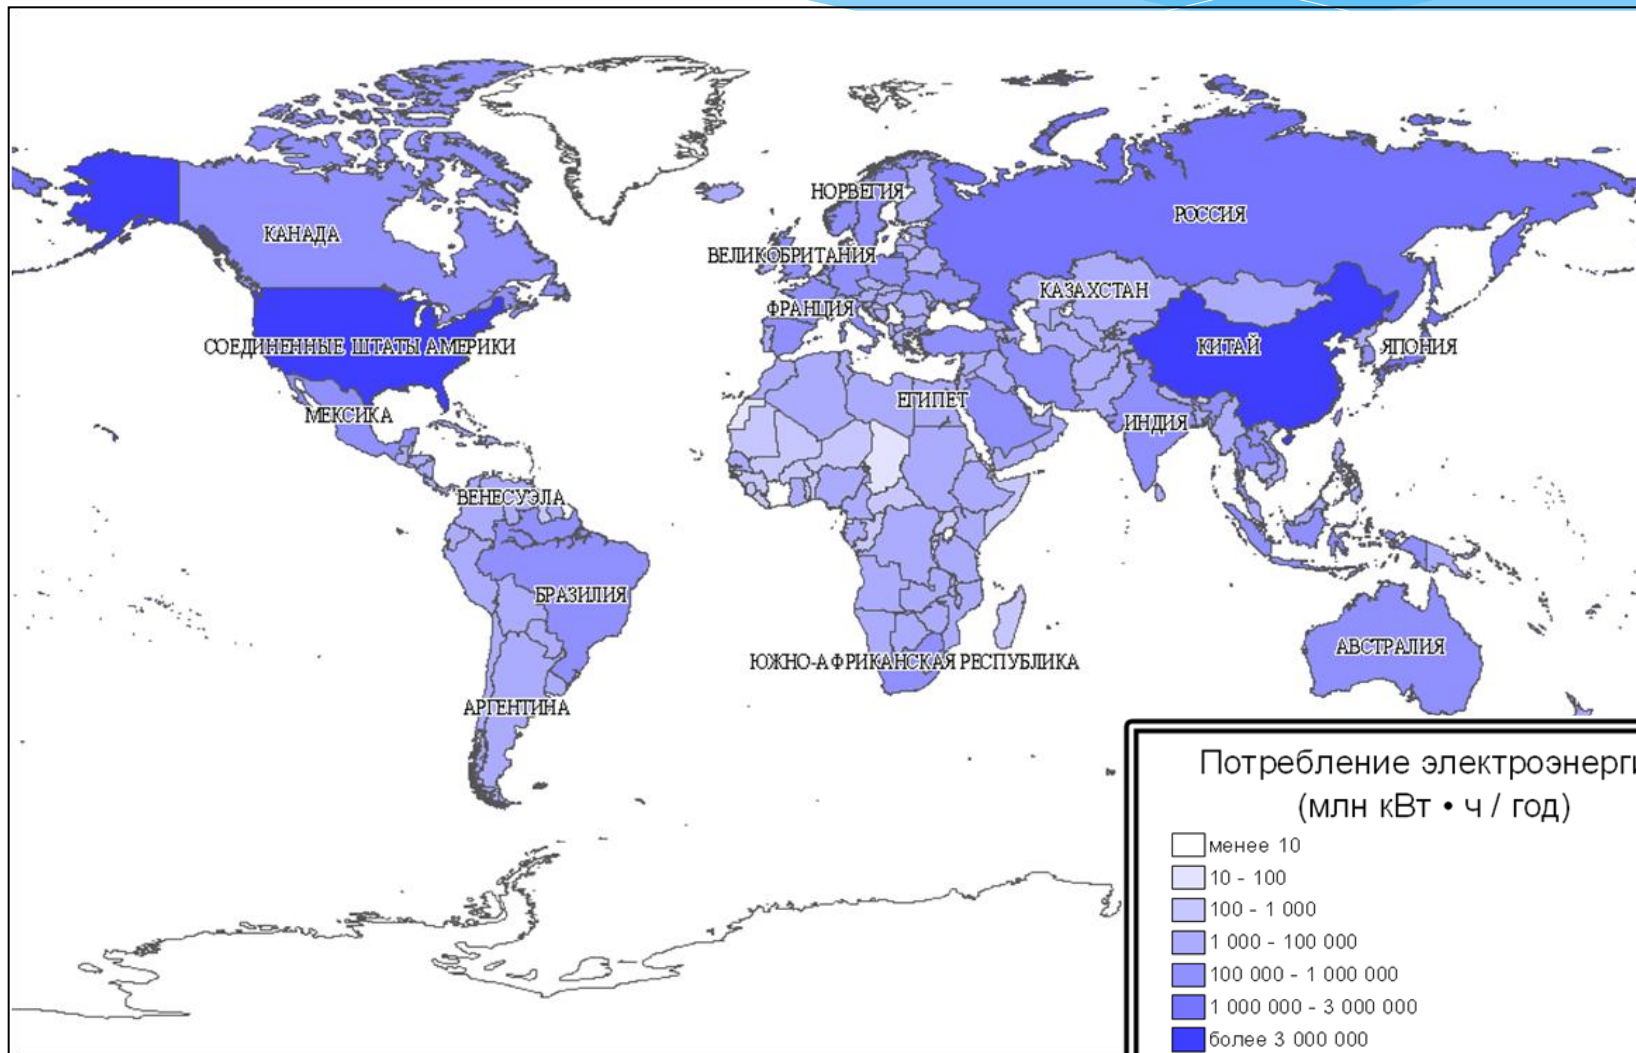 НОРВЕГИЯ
РОССИЯ
КАНАДА
ВЕЛИКОБРИТАНИЯ
КАЗАХСТАН
ФРАНЦИЯ
СОЕДИНЕННЫЕ ШТАТЫ АМЕРИКИ
КИТАЙ
ЯПОНИЯ
ЕГИПЕТ
МЕКСИКА
ИНДИЯ
ВЕНЕСУЭЛА
БРАЗИЛИЯ
АВСТРАЛИЯ
ЮЖНО-АФРИКАНСКАЯ РЕСПУБЛИКА
АРГЕНТИНА
Потребление электроэнерги
(млн кВт • ч / год)
менее 10
10 - 100
100 - 1 000
1 000 - 100 000
100 000 - 1 000 000
1 000 000 - 3 000 000
более 3 000 000